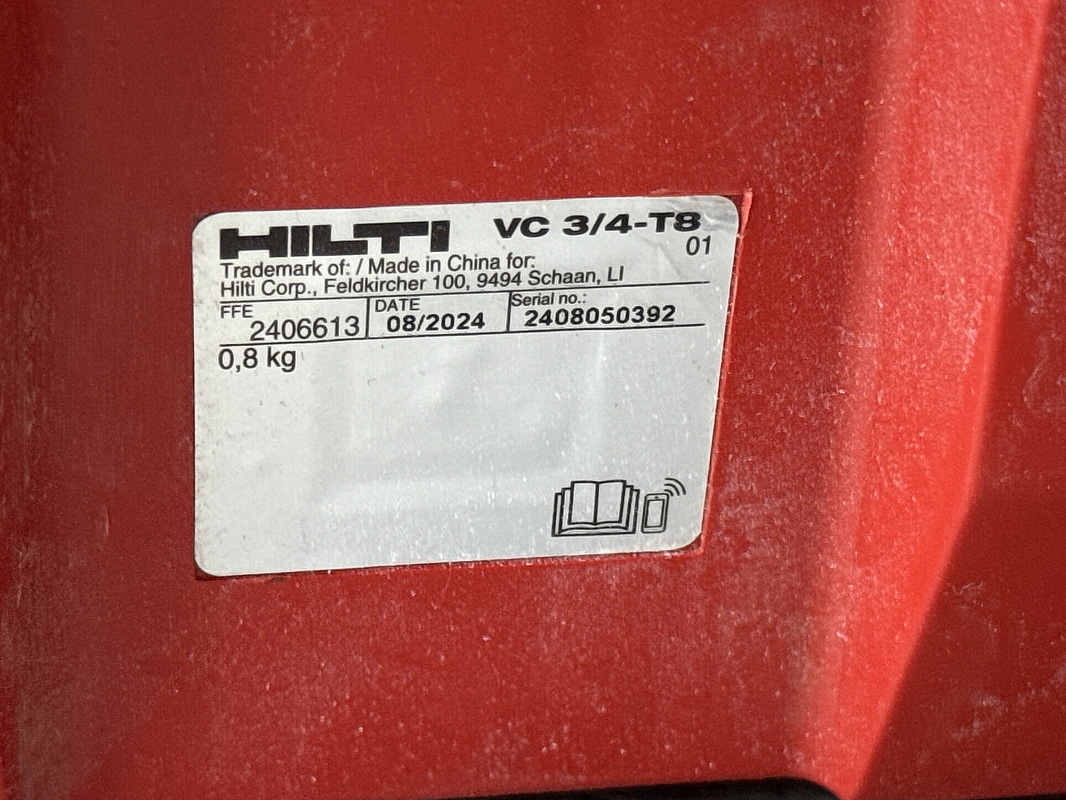 HILTI VC 3/4-T8
01
Trademark of: / Made in China for:
Hilti Corp., Feldkircher 100, 9494 Schaan, LI
FFE DATE Serial no.:
2406613 08/2024 2408050392
0,8 kg